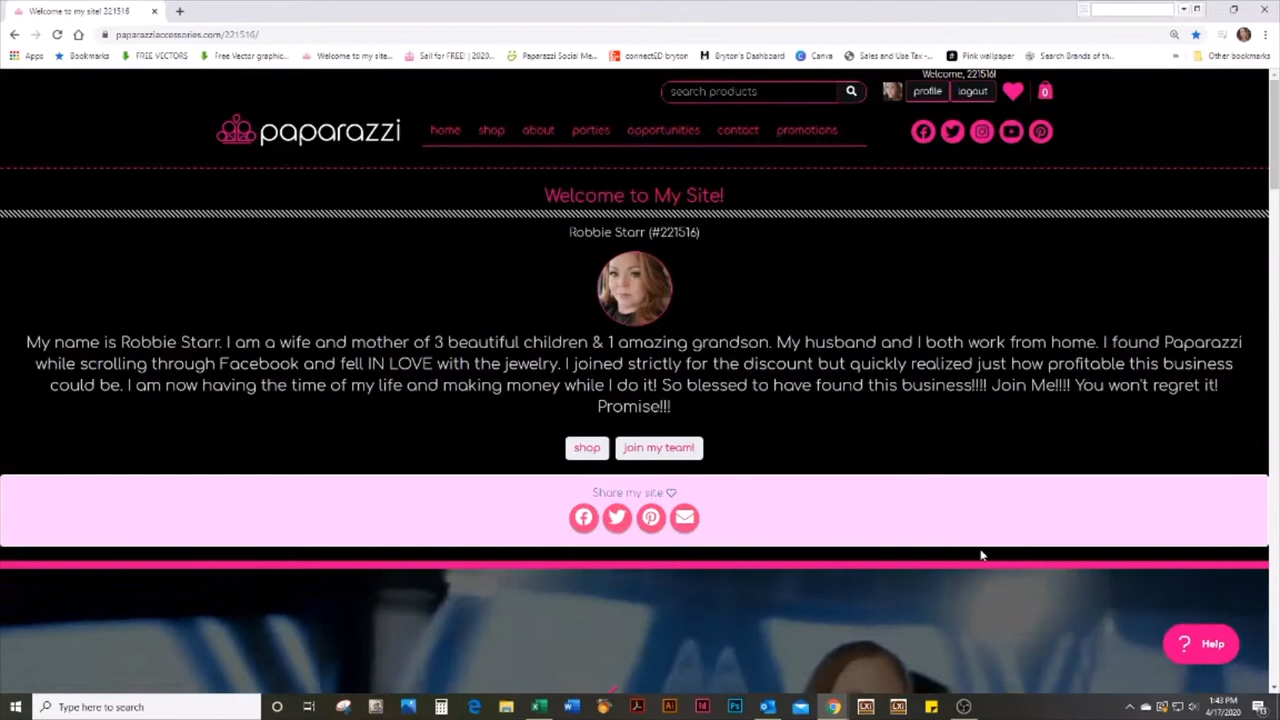 Welcome to my site! 221516
paparazziaccessories.com/221516/
Apps Bookmarks FREE VECTORS Free Vector graphic... Welcome to my site... Sell for FREE! | 2020... Paparazzi Social Me... connectED bryton Bryton's Dashboard Canva Sales and Use Tax -... Pink wallpaper Search Brands of th... » Other bookmarks
Welcome, 221516!
search products profile logout 0
paparazzi home shop about parties opportunities contact promotions
Welcome to My Site!
Robbie Starr (#221516)
My name is Robbie Starr. I am a wife and mother of 3 beautiful children & 1 amazing grandson. My husband and I both work from home. I found Paparazzi
while scrolling through Facebook and fell IN LOVE with the jewelry. I joined strictly for the discount but quickly realized just how profitable this business
could be. I am now having the time of my life and making money while I do it! So blessed to have found this business!!!! Join Me!!!! You won't regret it!
Promise!!!
shop join my team!
Share my site
? Help
Type here to search
1:43 PM
4/17/2020